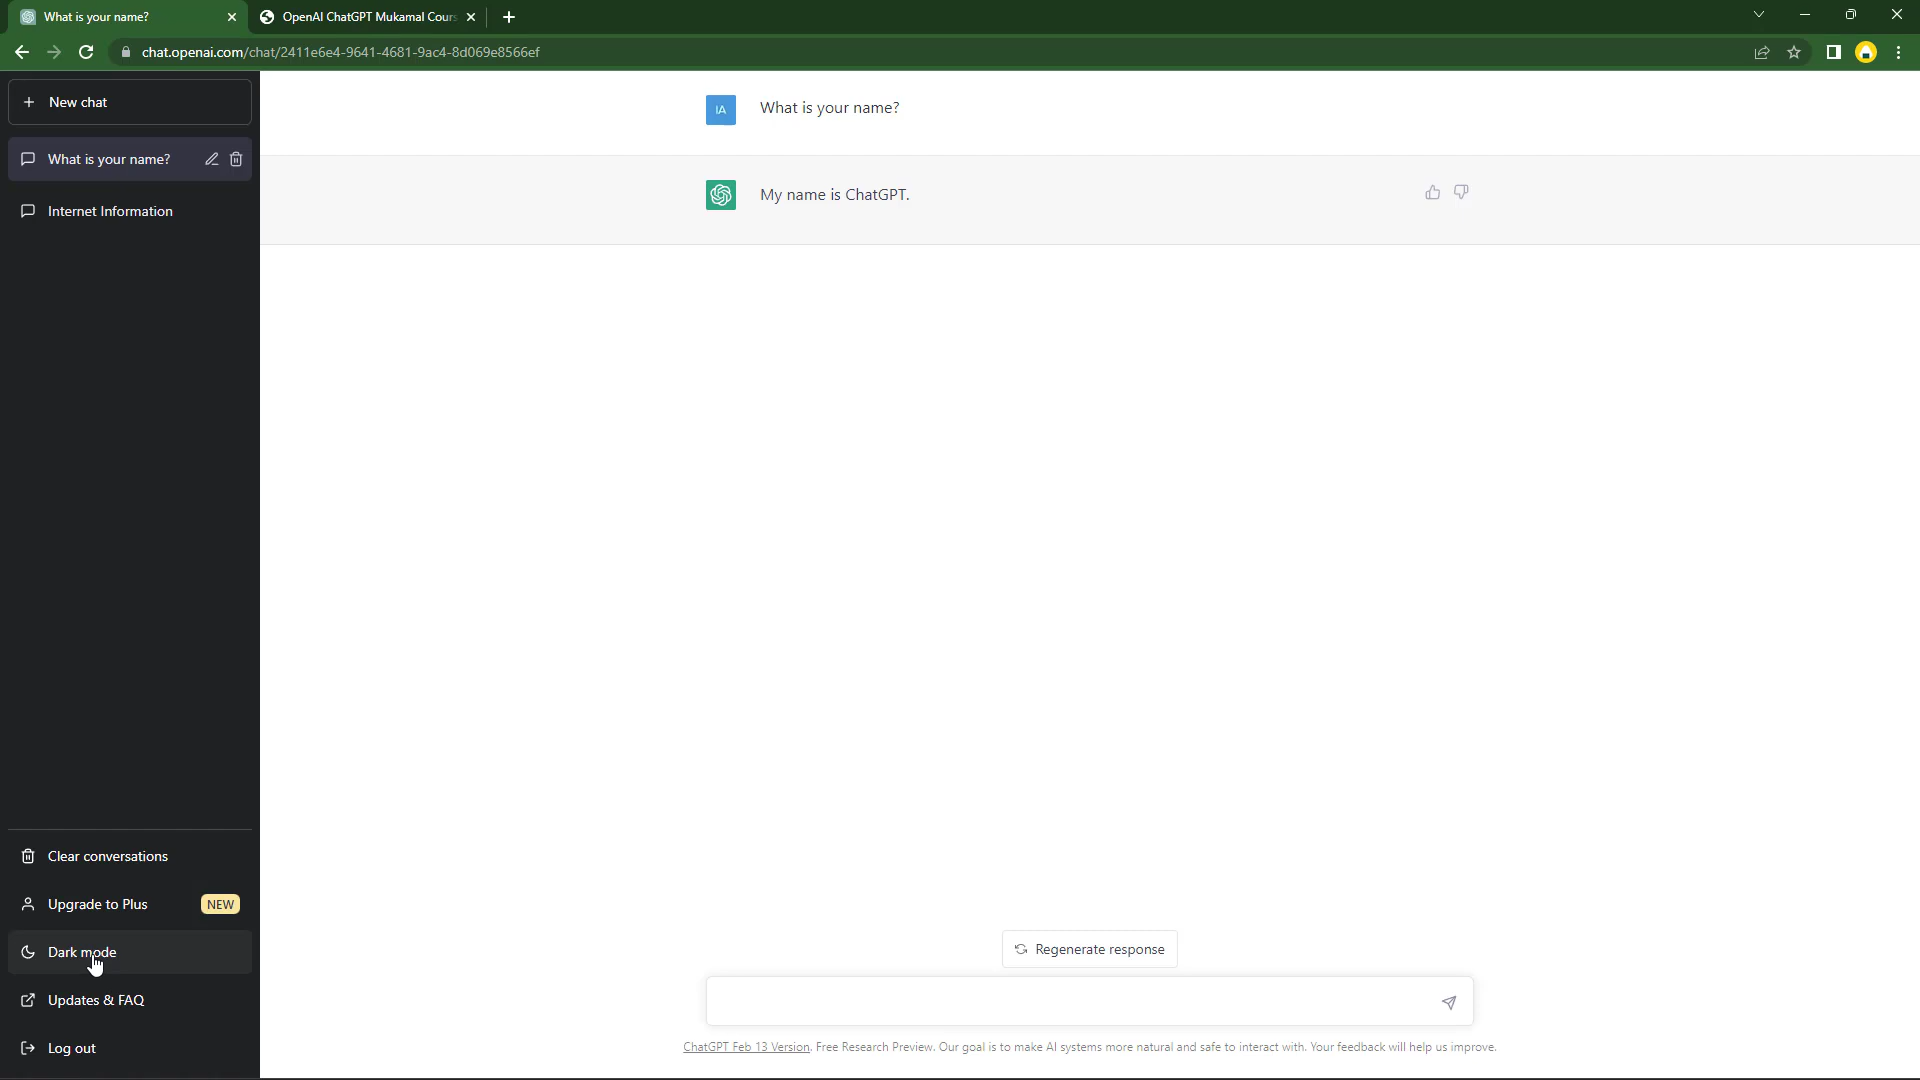 What is your name?
OpenAI ChatGPT Mukamal Cour
chat.openai.com/chat/2411e6e4-9641-4681-9ac4-8d069e8566ef
New chat
What is your name?
Internet Information
IA
What is your name?
My name is ChatGPT.
Clear conversations
Upgrade to Plus
NEW
Dark mode
Updates & FAQ
Log out
Regenerate response
ChatGPT Feb 13 Version. Free Research Preview. Our goal is to make AI systems more natural and safe to interact with. Your feedback will help us improve.